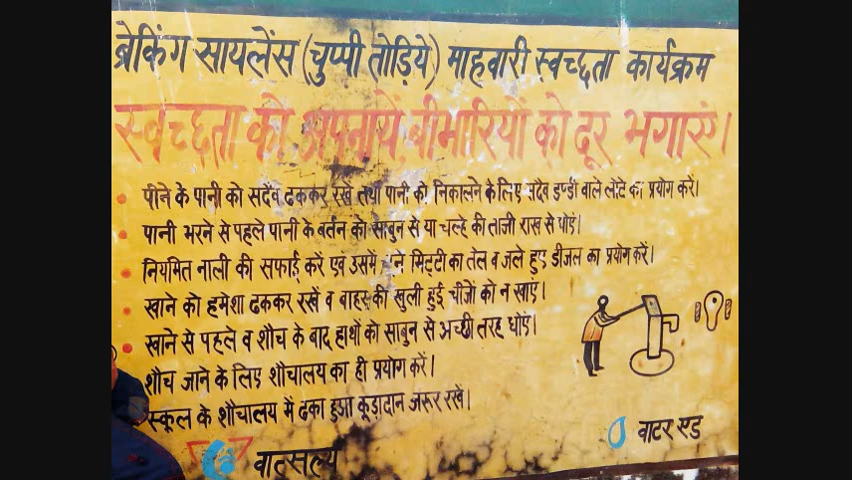 ब्रेकिंग सायलेंस (चुप्पी तोड़िये) माहवारी स्वच्छता कार्यक्रम
स्वच्छता को अपनायें, बीमारियों को दूर भगाएं।
पीने के पानी को सदैव ढककर रखें तथा पानी को निकालने के लिए सदैव डण्डी वाले लौटे का प्रयोग करें।
पानी भरने से पहले पानी के बर्तन को साबुन से या चल्हे की ताजी राख से धोएं।
नियमित नाली की सफाई करें एवं उसमें मिट्टी का तेल व जले हुए डीजल का प्रयोग करें।
खाने को हमेशा ढककर रखें व बाहर की खुली हुई चीजों को न खाएं।
खाने से पहले व शौच के बाद हाथों को साबुन से अच्छी तरह धोएं।
शौच जाने के लिए शौचालय का ही प्रयोग करें।
स्कूल के शौचालय में ढका हुआ कूड़ादान जरूर रखें।
वाटर एड
वात्सल्य